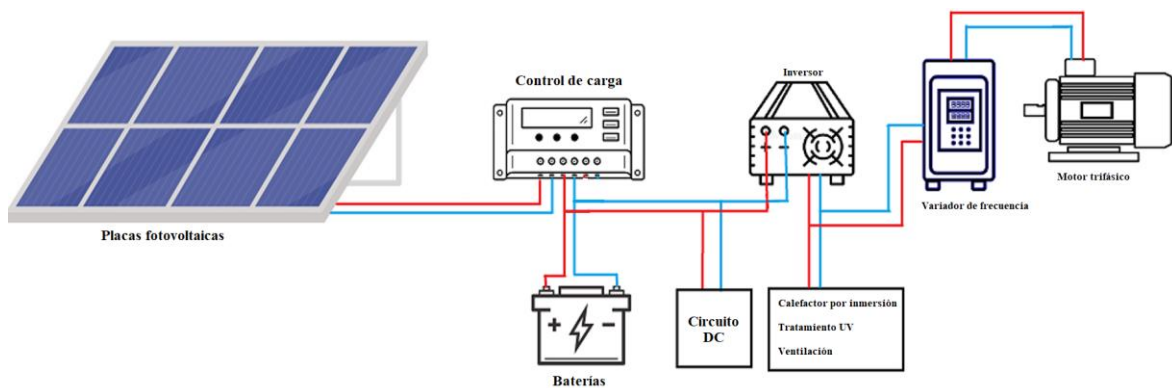 Control de carga
Inversor
Placas fotovoltaicas
Variador de frecuencia
Motor trifásico
Baterías
Circuito
DC
Calefactor por inmersión
Tratamiento UV
Ventilación